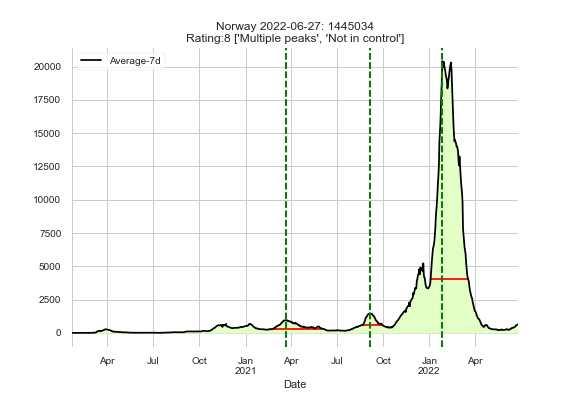 Norway 2022-06-27: 1445034
Rating:8 ['Multiple peaks', 'Not in control']
Average-7d
20000
17500
15000
12500
10000
7500
5000
2500
0
Apr Jul Oct Jan Apr Jul Oct Jan Apr
2021 2022
Date